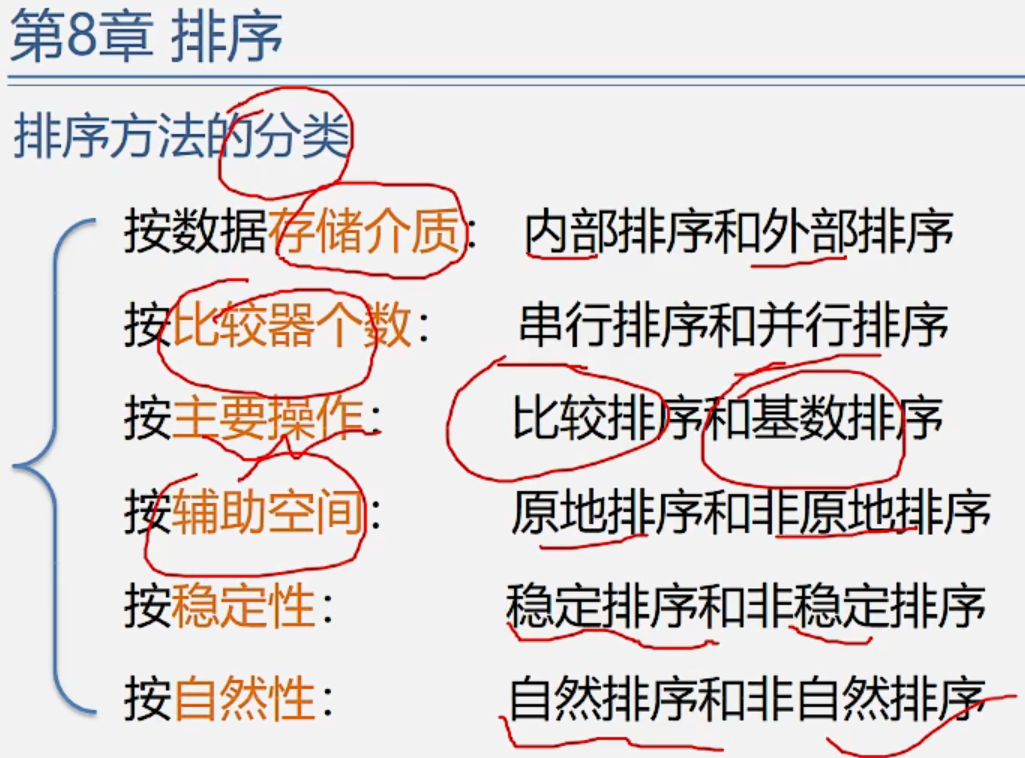 第8章 排序
排序方法的分类
按数据存储介质： 内部排序和外部排序
按比较器个数： 串行排序和并行排序
按主要操作： 比较排序和基数排序
按辅助空间： 原地排序和非原地排序
按稳定性： 稳定排序和非稳定排序
按自然性： 自然排序和非自然排序